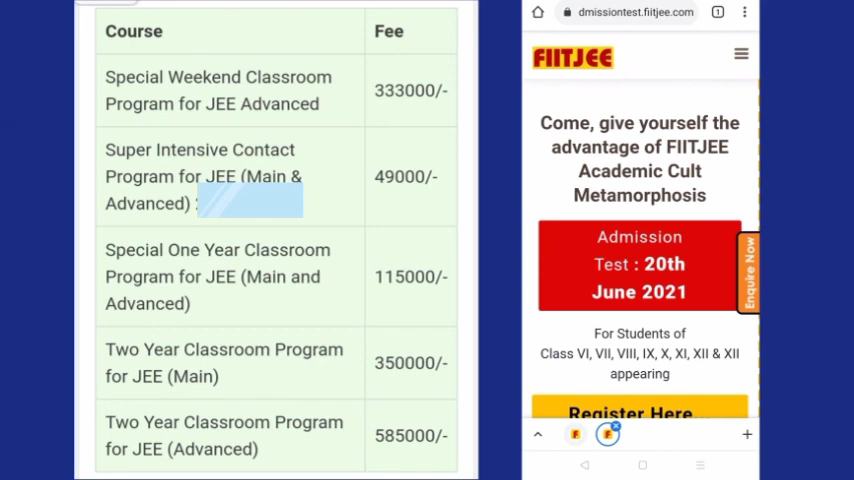 Course Fee
Special Weekend Classroom
Program for JEE Advanced
333000/-
Super Intensive Contact
Program for JEE (Main &
Advanced)
49000/-
Special One Year Classroom
Program for JEE (Main and
Advanced)
115000/-
Two Year Classroom Program
for JEE (Main)
350000/-
Two Year Classroom Program
for JEE (Advanced)
585000/-
dmissiontest.fiitjee.com
1
FIITJEE
Come, give yourself the
advantage of FIITJEE
Academic Cult
Metamorphosis
Admission
Test : 20th
June 2021
Enquire Now
For Students of
Class VI, VII, VIII, IX, X, XI, XII & XII
appearing
Register Here...